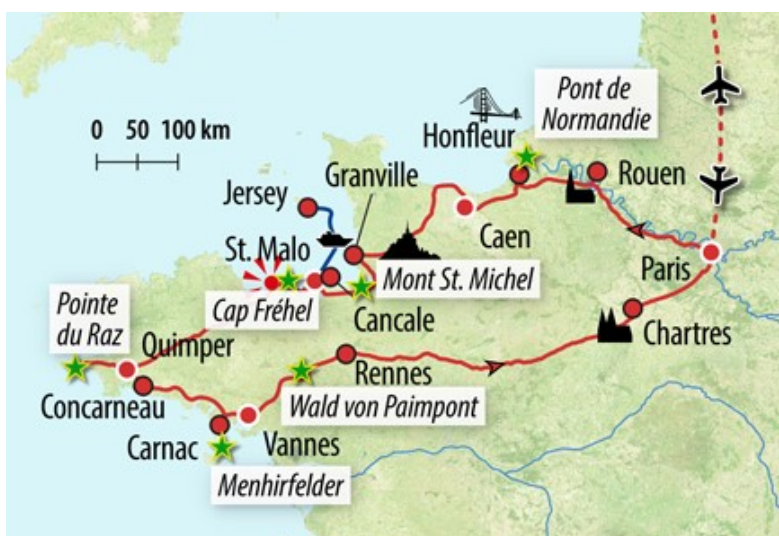 Pont de
Normandie
0 50 100 km
Honfleur
Rouen
Granville
Jersey
Caen
St. Malo
Paris
Mont St. Michel
Cap Fréhel
Pointe
du Raz
Cancale
Chartres
Quimper
Rennes
Concarneau
Wald von Paimpont
Carnac
Vannes
Menhirfelder